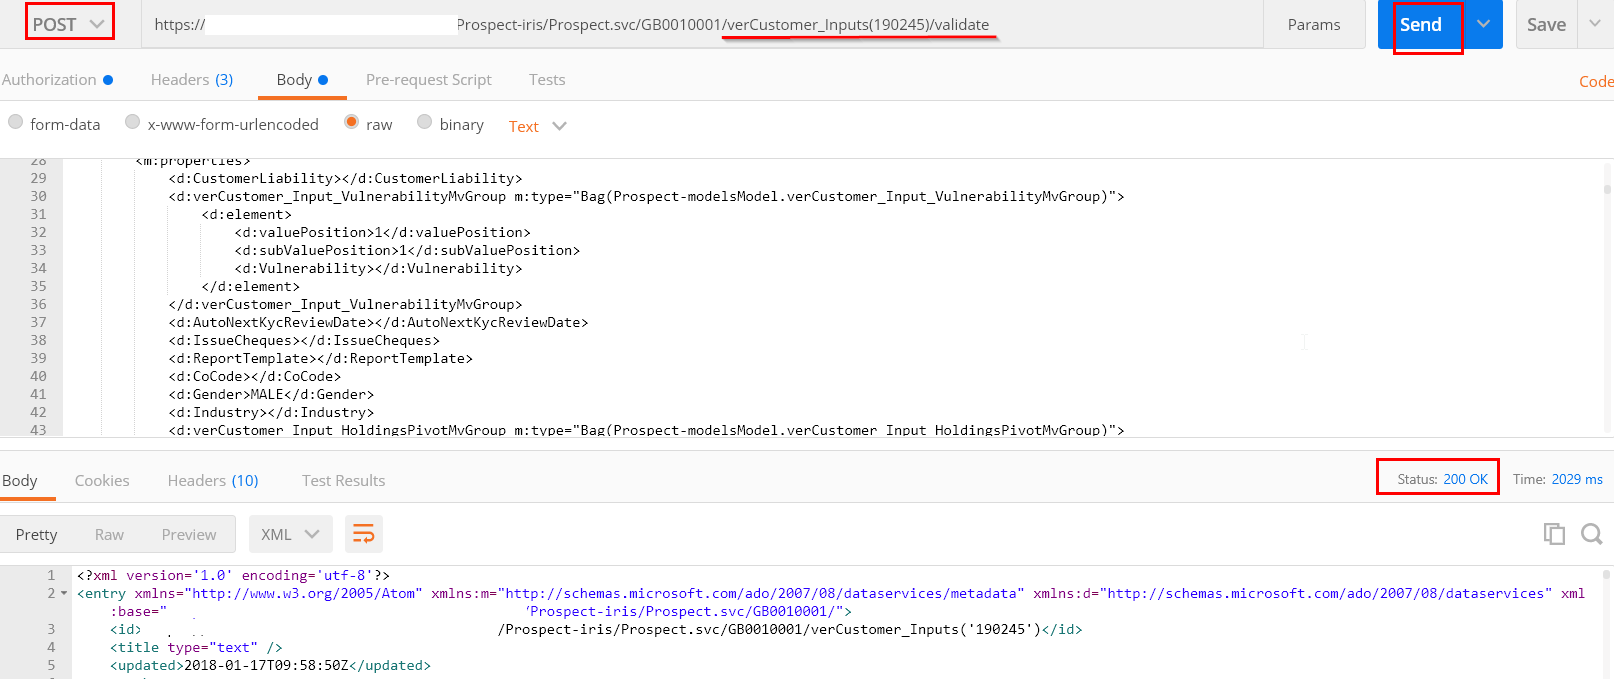 POST https:// Prospect-iris/Prospect.svc/GB0010001/verCustomer_Inputs(190245)/validate Params Send Save
Authorization Headers (3) Body Pre-request Script Tests Code
form-data x-www-form-urlencoded raw binary Text
28 <m:properties>
29 <d:CustomerLiability></d:CustomerLiability>
30 <d:verCustomer_Input_VulnerabilityMvGroup m:type="Bag(Prospect-modelsModel.verCustomer_Input_VulnerabilityMvGroup)">
31 <d:element>
32 <d:valuePosition>1</d:valuePosition>
33 <d:subValuePosition>1</d:subValuePosition>
34 <d:Vulnerability></d:Vulnerability>
35 </d:element>
36 </d:verCustomer_Input_VulnerabilityMvGroup>
37 <d:AutoNextKycReviewDate></d:AutoNextKycReviewDate>
38 <d:IssueCheques></d:IssueCheques>
39 <d:ReportTemplate></d:ReportTemplate>
40 <d:CoCode></d:CoCode>
41 <d:Gender>MALE</d:Gender>
42 <d:Industry></d:Industry>
43 <d:verCustomer_Input_HoldingsPivotMvGroup m:type="Bag(Prospect-modelsModel.verCustomer_Input_HoldingsPivotMvGroup)">
Body Cookies Headers (10) Test Results Status: 200 OK Time: 2029 ms
Pretty Raw Preview XML
1 <?xml version='1.0' encoding='utf-8'?>
2 <entry xmlns="http://www.w3.org/2005/Atom" xmlns:m="http://schemas.microsoft.com/ado/2007/08/dataservices/metadata" xmlns:d="http://schemas.microsoft.com/ado/2007/08/dataservices" xml
:base=" /Prospect-iris/Prospect.svc/GB0010001/">
3 <id> /Prospect-iris/Prospect.svc/GB0010001/verCustomer_Inputs('190245')</id>
4 <title type="text" />
5 <updated>2018-01-17T09:58:50Z</updated>